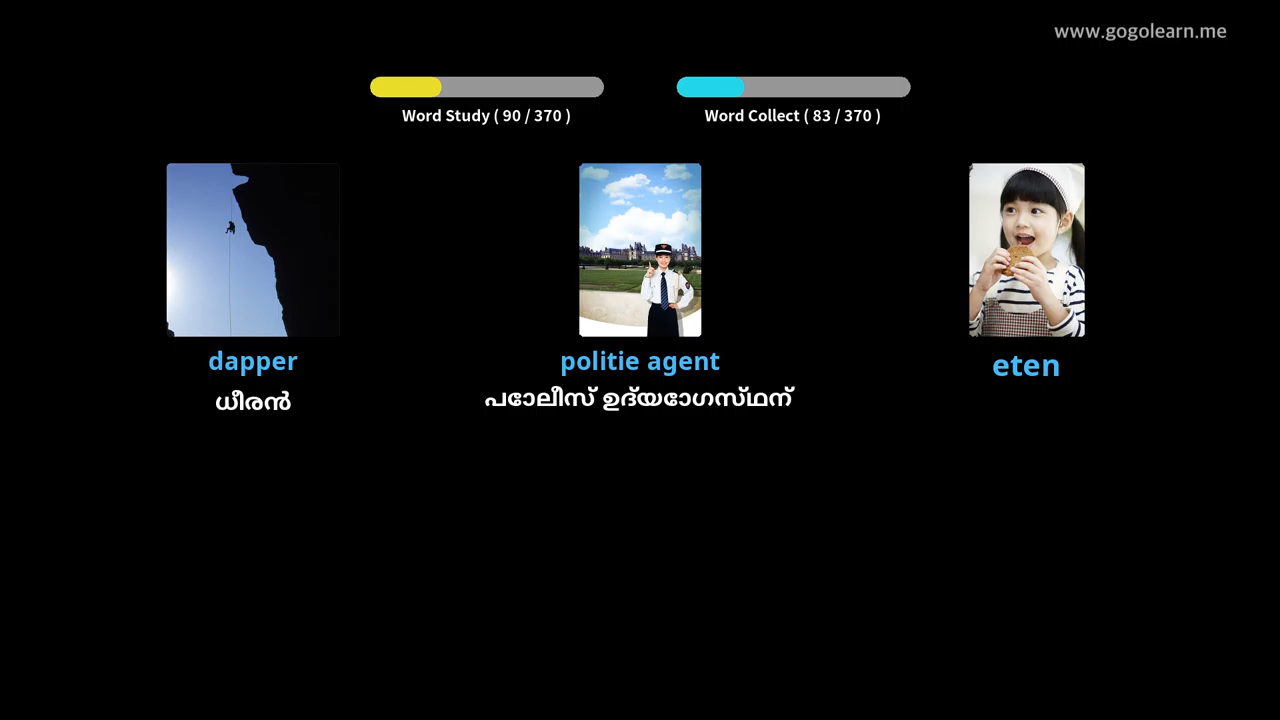 www.gogolearn.me
Word Study ( 90 / 370 )
Word Collect ( 83 / 370 )
dapper
politie agent
eten
ധീരൻ
പോലീസ് ഉദ്യോഗസ്ഥന്